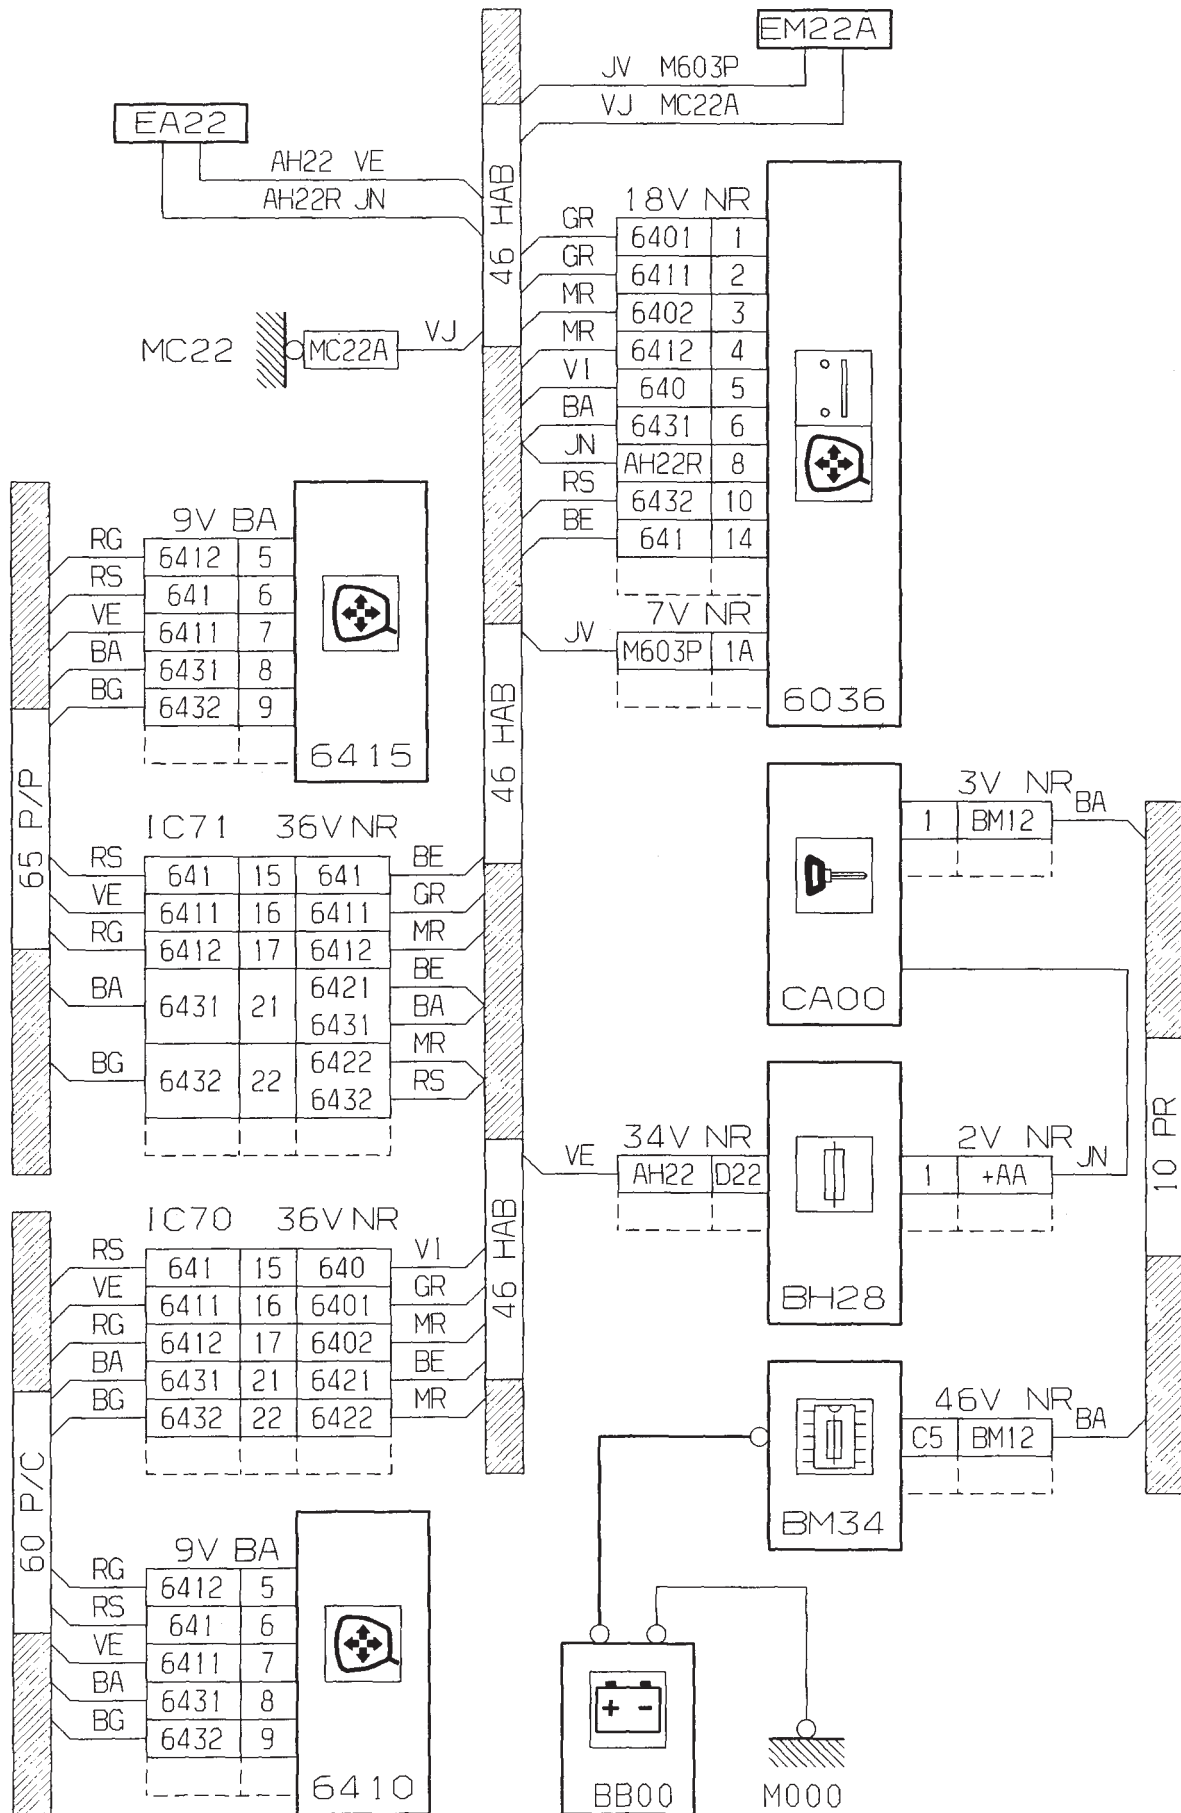 EM22A
JV M603P
VJ MC22A
EA22
AH22 VE
AH22R JN
46 HAB
MC22
MC22A
VJ
18V NR
GR 6401 1
GR 6411 2
MR 6402 3
MR 6412 4
VI 640 5
BA 6431 6
JN AH22R 8
RS 6432 10
BE 641 14
7V NR
JV M603P 1A
6036
9V BA
RG 6412 5
RS 641 6
VE 6411 7
BA 6431 8
BG 6432 9
6415
65 P/P
46 HAB
IC71 36V NR
RS 641 15 641 BE
VE 6411 16 6411 GR
RG 6412 17 6412 MR
BA 6431 21 6421 BE
6431 BA
BG 6432 22 6422 MR
6432 RS
3V NR
1 BM12 BA
CA00
10 PR
34V NR
VE AH22 D22
2V NR
1 +AA JN
BH28
IC70 36V NR
RS 641 15 640 VI
VE 6411 16 6401 GR
RG 6412 17 6402 MR
BA 6431 21 6421 BE
BG 6432 22 6422 MR
46 HAB
46V NR
C5 BM12 BA
BM34
60 P/C
9V BA
RG 6412 5
RS 641 6
VE 6411 7
BA 6431 8
BG 6432 9
6410
+ -
BB00
M000